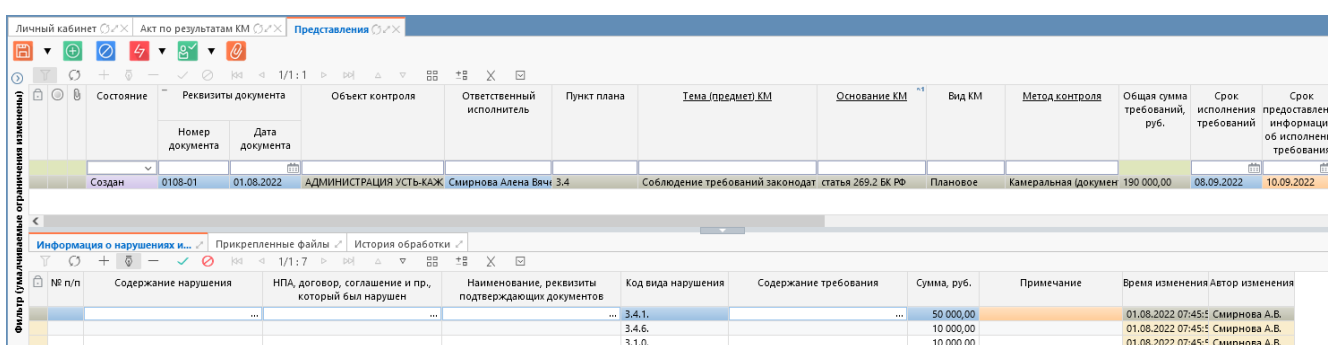 Личный кабинет Акт по результатам КМ Представления
1/1 : 1
Состояние Реквизиты документа Объект контроля Ответственный исполнитель Пункт плана Тема (предмет) КМ Основание КМ Вид КМ Метод контроля Общая сумма требований, руб. Срок исполнения требований Срок предоставлен информаци об исполнени требования
Номер документа Дата документа
Создан 0108-01 01.08.2022 АДМИНИСТРАЦИЯ УСТЬ-КАЖ Смирнова Алена Вяче 3.4 Соблюдение требований законодат статья 269.2 БК РФ Плановое Камеральная (докумен 190 000,00 08.09.2022 10.09.2022
Фильтр (умалчиваемые ограничения изменены)
Информация о нарушениях и... Прикрепленные файлы История обработки
1/1 : 7
№ п/п Содержание нарушения НПА, договор, соглашение и пр., который был нарушен Наименование, реквизиты подтверждающих документов Код вида нарушения Содержание требования Сумма, руб. Примечание Время изменения Автор изменения
... ... ... 3.4.1. ... 50 000,00 01.08.2022 07:45:5 Смирнова А.В.
3.4.6. 10 000,00 01.08.2022 07:45:5 Смирнова А.В.
3.1.0. 10 000,00 01.08.2022 07:45:5 Смирнова А.В.